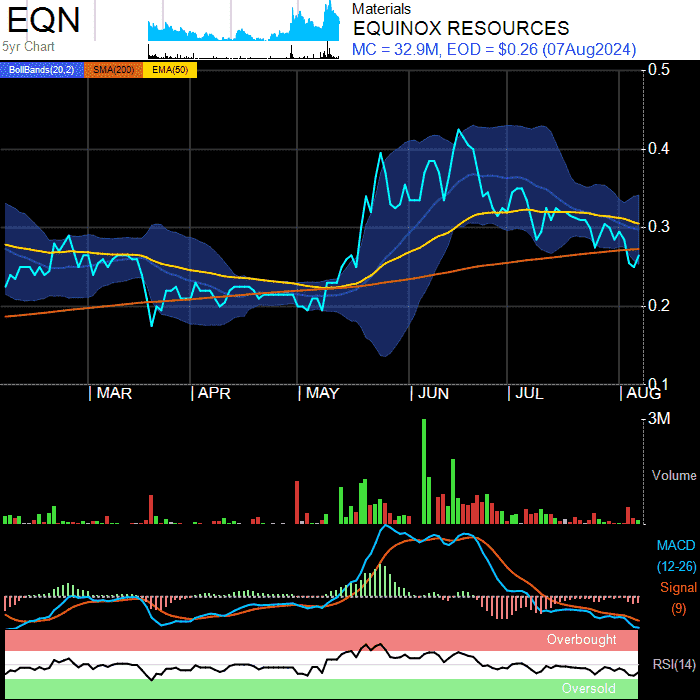 EQN
5yr Chart
Materials
EQUINOX RESOURCES
MC = 32.9M, EOD = $0.26 (07Aug2024)
BollBands(20,2) SMA(200) EMA(50)
0.5
0.4
0.3
0.2
0.1
MAR APR MAY JUN JUL AUG
3M
Volume
MACD
(12-26)
Signal
(9)
Overbought
RSI(14)
Oversold